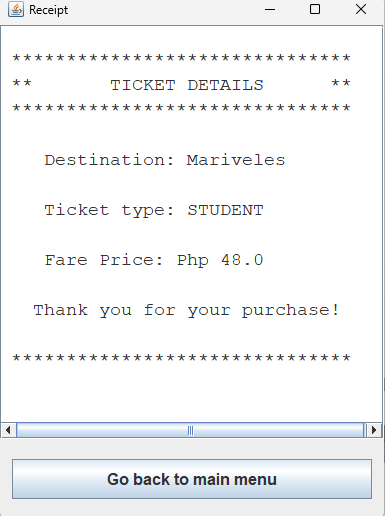 Receipt
*******************************
** TICKET DETAILS **
*******************************
Destination: Mariveles
Ticket type: STUDENT
Fare Price: Php 48.0
Thank you for your purchase!
*******************************
Go back to main menu